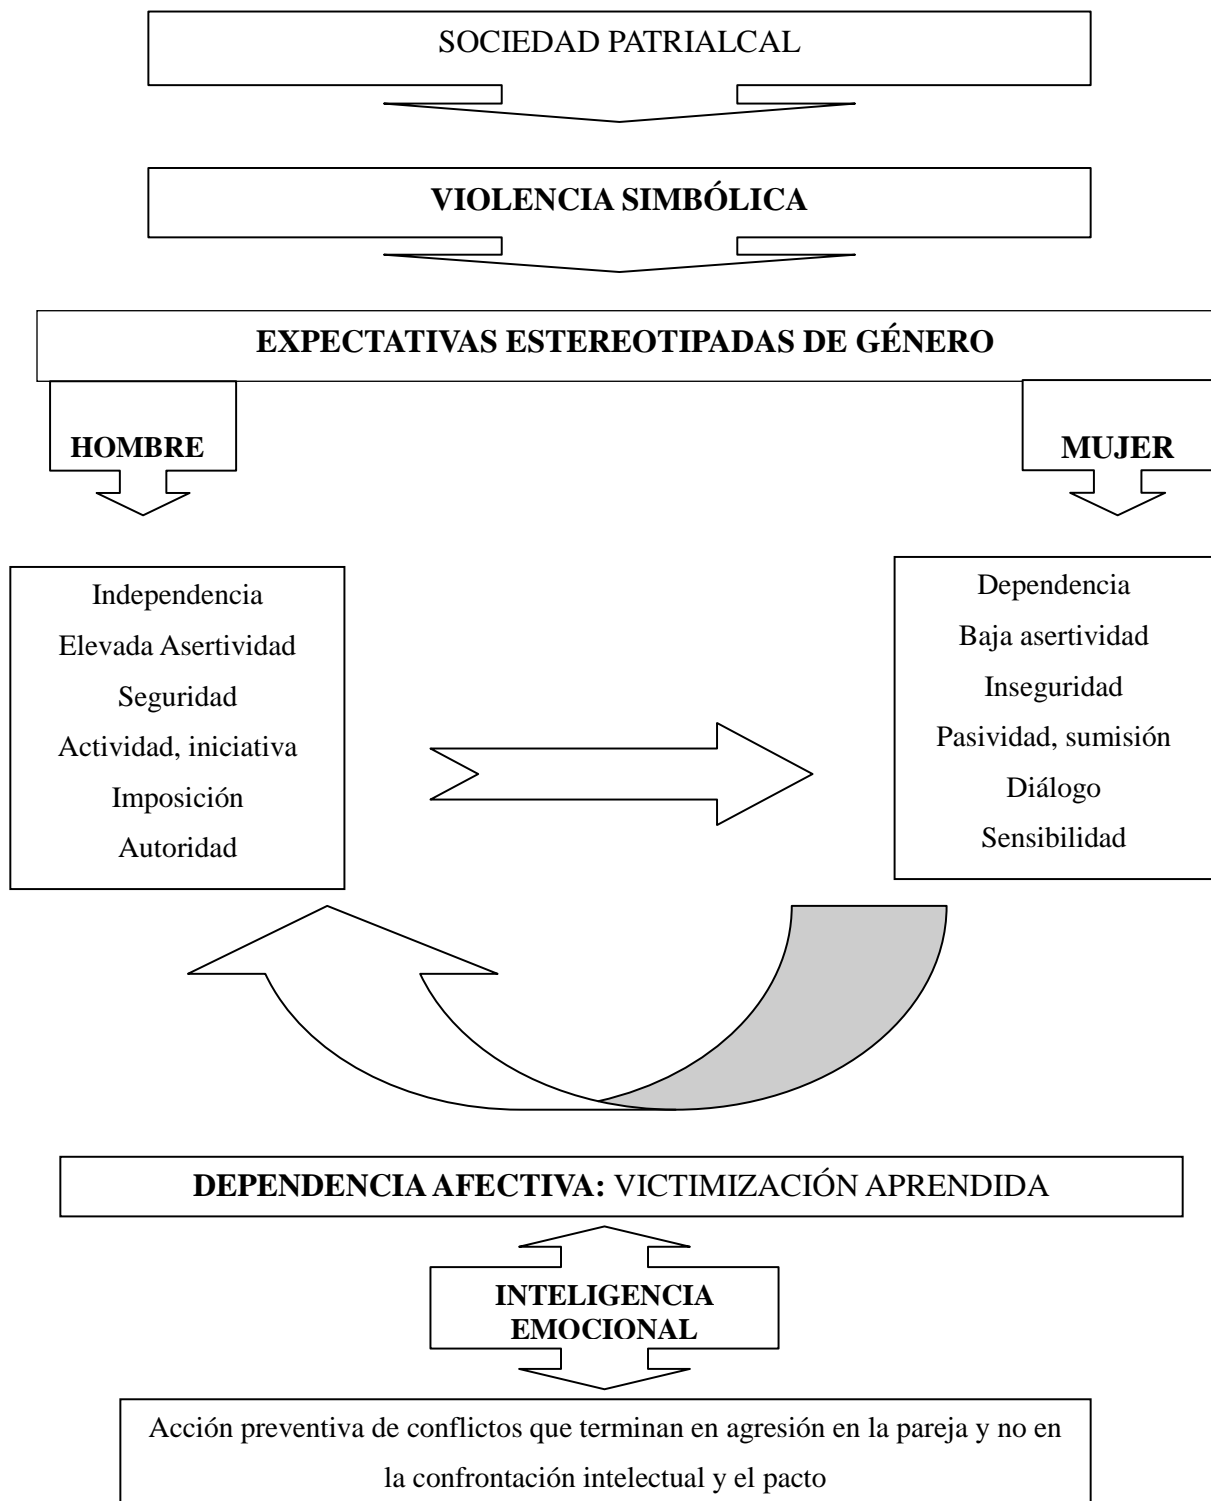 SOCIEDAD PATRIALCAL
VIOLENCIA SIMBÓLICA
EXPECTATIVAS ESTEREOTIPADAS DE GÉNERO
HOMBRE
MUJER
Independencia
Elevada Asertividad
Seguridad
Actividad, iniciativa
Imposición
Autoridad
Dependencia
Baja asertividad
Inseguridad
Pasividad, sumisión
Diálogo
Sensibilidad
DEPENDENCIA AFECTIVA: VICTIMIZACIÓN APRENDIDA
INTELIGENCIA
EMOCIONAL
Acción preventiva de conflictos que terminan en agresión en la pareja y no en
la confrontación intelectual y el pacto